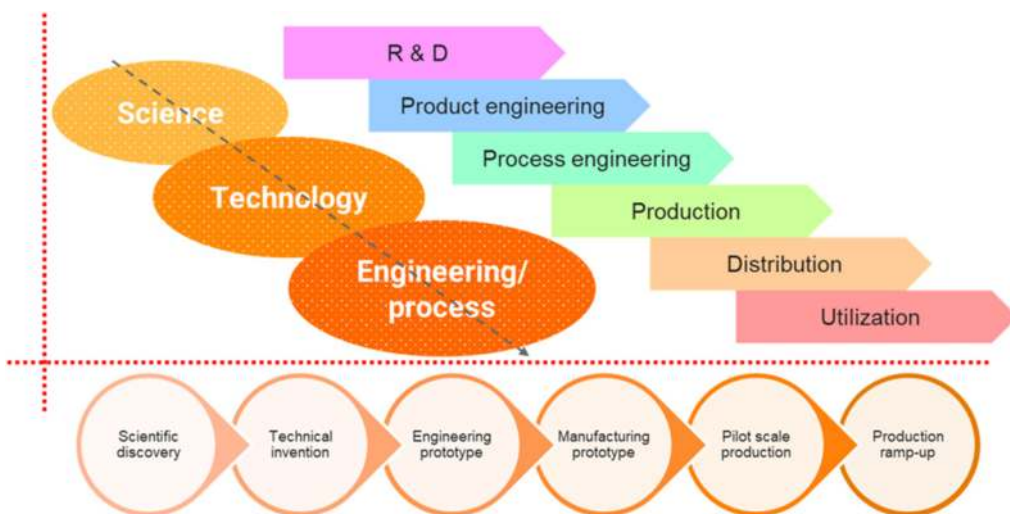 R & D
Science
Product engineering
Process engineering
Technology
Production
Distribution
Engineering/
process
Utilization
Scientific
discovery
Technical
invention
Engineering
prototype
Manufacturing
prototype
Pilot scale
production
Production
ramp-up